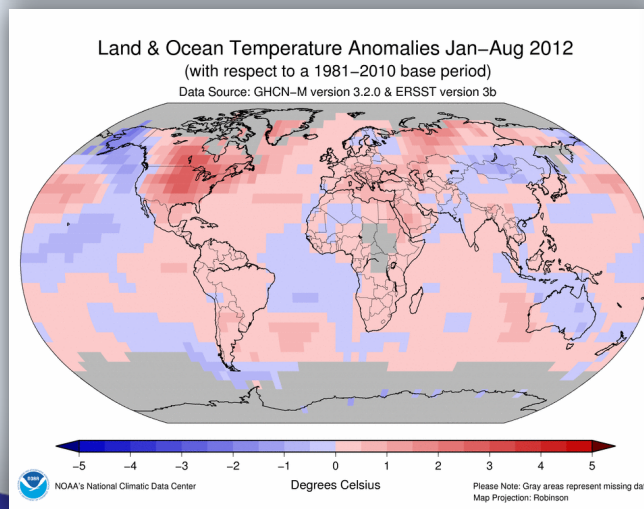 Land & Ocean Temperature Anomalies Jan–Aug 2012
(with respect to a 1981–2010 base period)
Data Source: GHCN–M version 3.2.0 & ERSST version 3b
−5 −4 −3 −2 −1 0 1 2 3 4 5
NOAA's National Climatic Data Center
Degrees Celsius
Please Note: Gray areas represent missing dat
Map Projection: Robinson